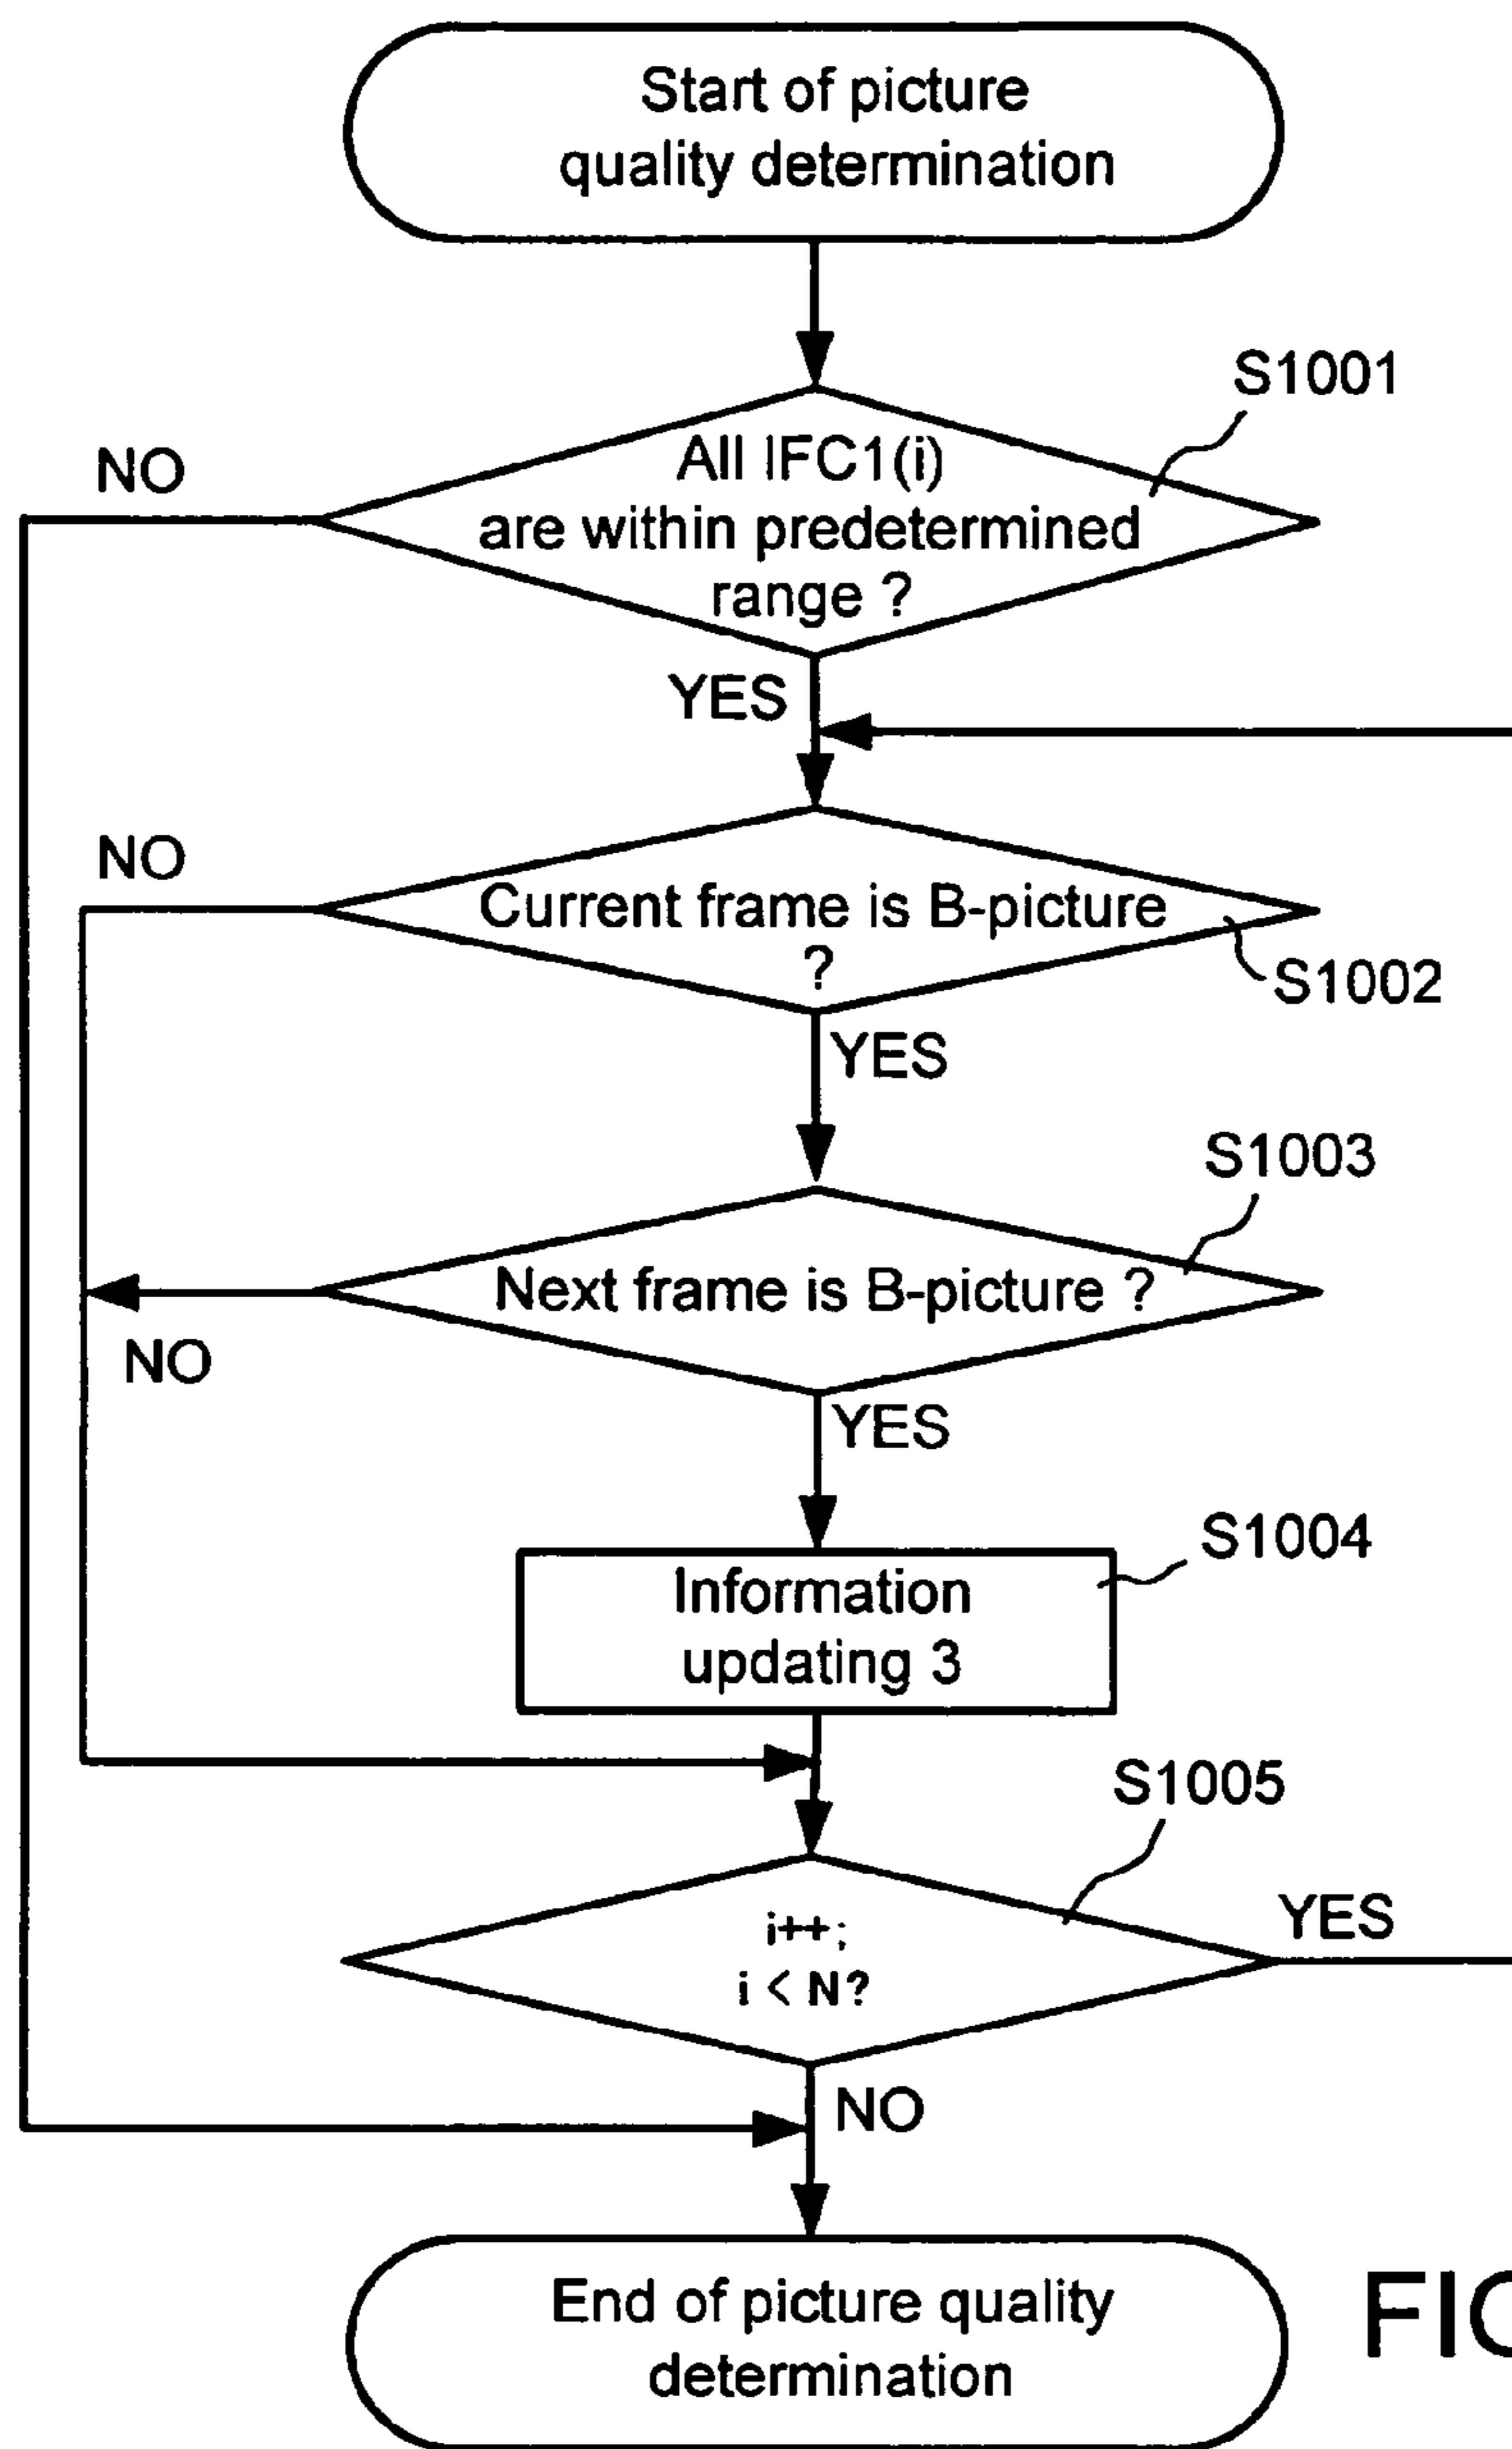 Start of picture
quality determination
S1001
NO
All IFC1(i)
are within predetermined
range ?
YES
NO
Current frame is B-picture
?
S1002
YES
S1003
Next frame is B-picture ?
NO
YES
S1004
Information
updating 3
S1005
i++;
i < N?
YES
NO
End of picture quality
determination